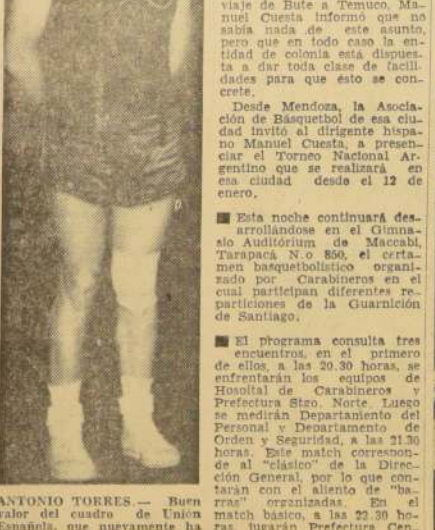 viaje de Bute a Temuco, Ma-
nuel Cuesta informó que no
sabía nada de este asunto,
pero que en todo caso la en-
tidad de colonia está dispues-
ta a dar toda clase de facili-
dades para que ésto se con-
crete.
Desde Mendoza, la Asocia-
ción de Básquetbol de esa ciu-
dad invitó al dirigente hispa-
no Manuel Cuesta, a presen-
ciar el Torneo Nacional Ar-
gentino que se realizará en
esa ciudad desde el 12 de
enero.
Esta noche continuará des-
arrollándose en el Gimna-
sio Auditórium de Maccabi,
Tarapacá N.o 850, el certa-
men basquetbolístico organi-
zado por Carabineros en el
cual participan diferentes re-
particiones de la Guarnición
de Santiago.
El programa consulta tres
encuentros, en el primero
de ellos, a las 20.30 horas, se
enfrentarán los equipos de
Hospital de Carabineros y
Prefectura Stgo. Norte. Luego
se medirán Departamento del
Personal y Departamento de
Orden y Seguridad, a las 21.30
horas. Este match correspon-
de al "clásico" de la Direc-
ción General, por lo que con-
tarán con el aliento de "ba-
rras" organizadas. En el
match básico, a las 22.30 ho-
ras jugarán Prefectura Cen-
ANTONIO TORRES.— Buen
valor del cuadro de Unión
Española, que nuevamente ha